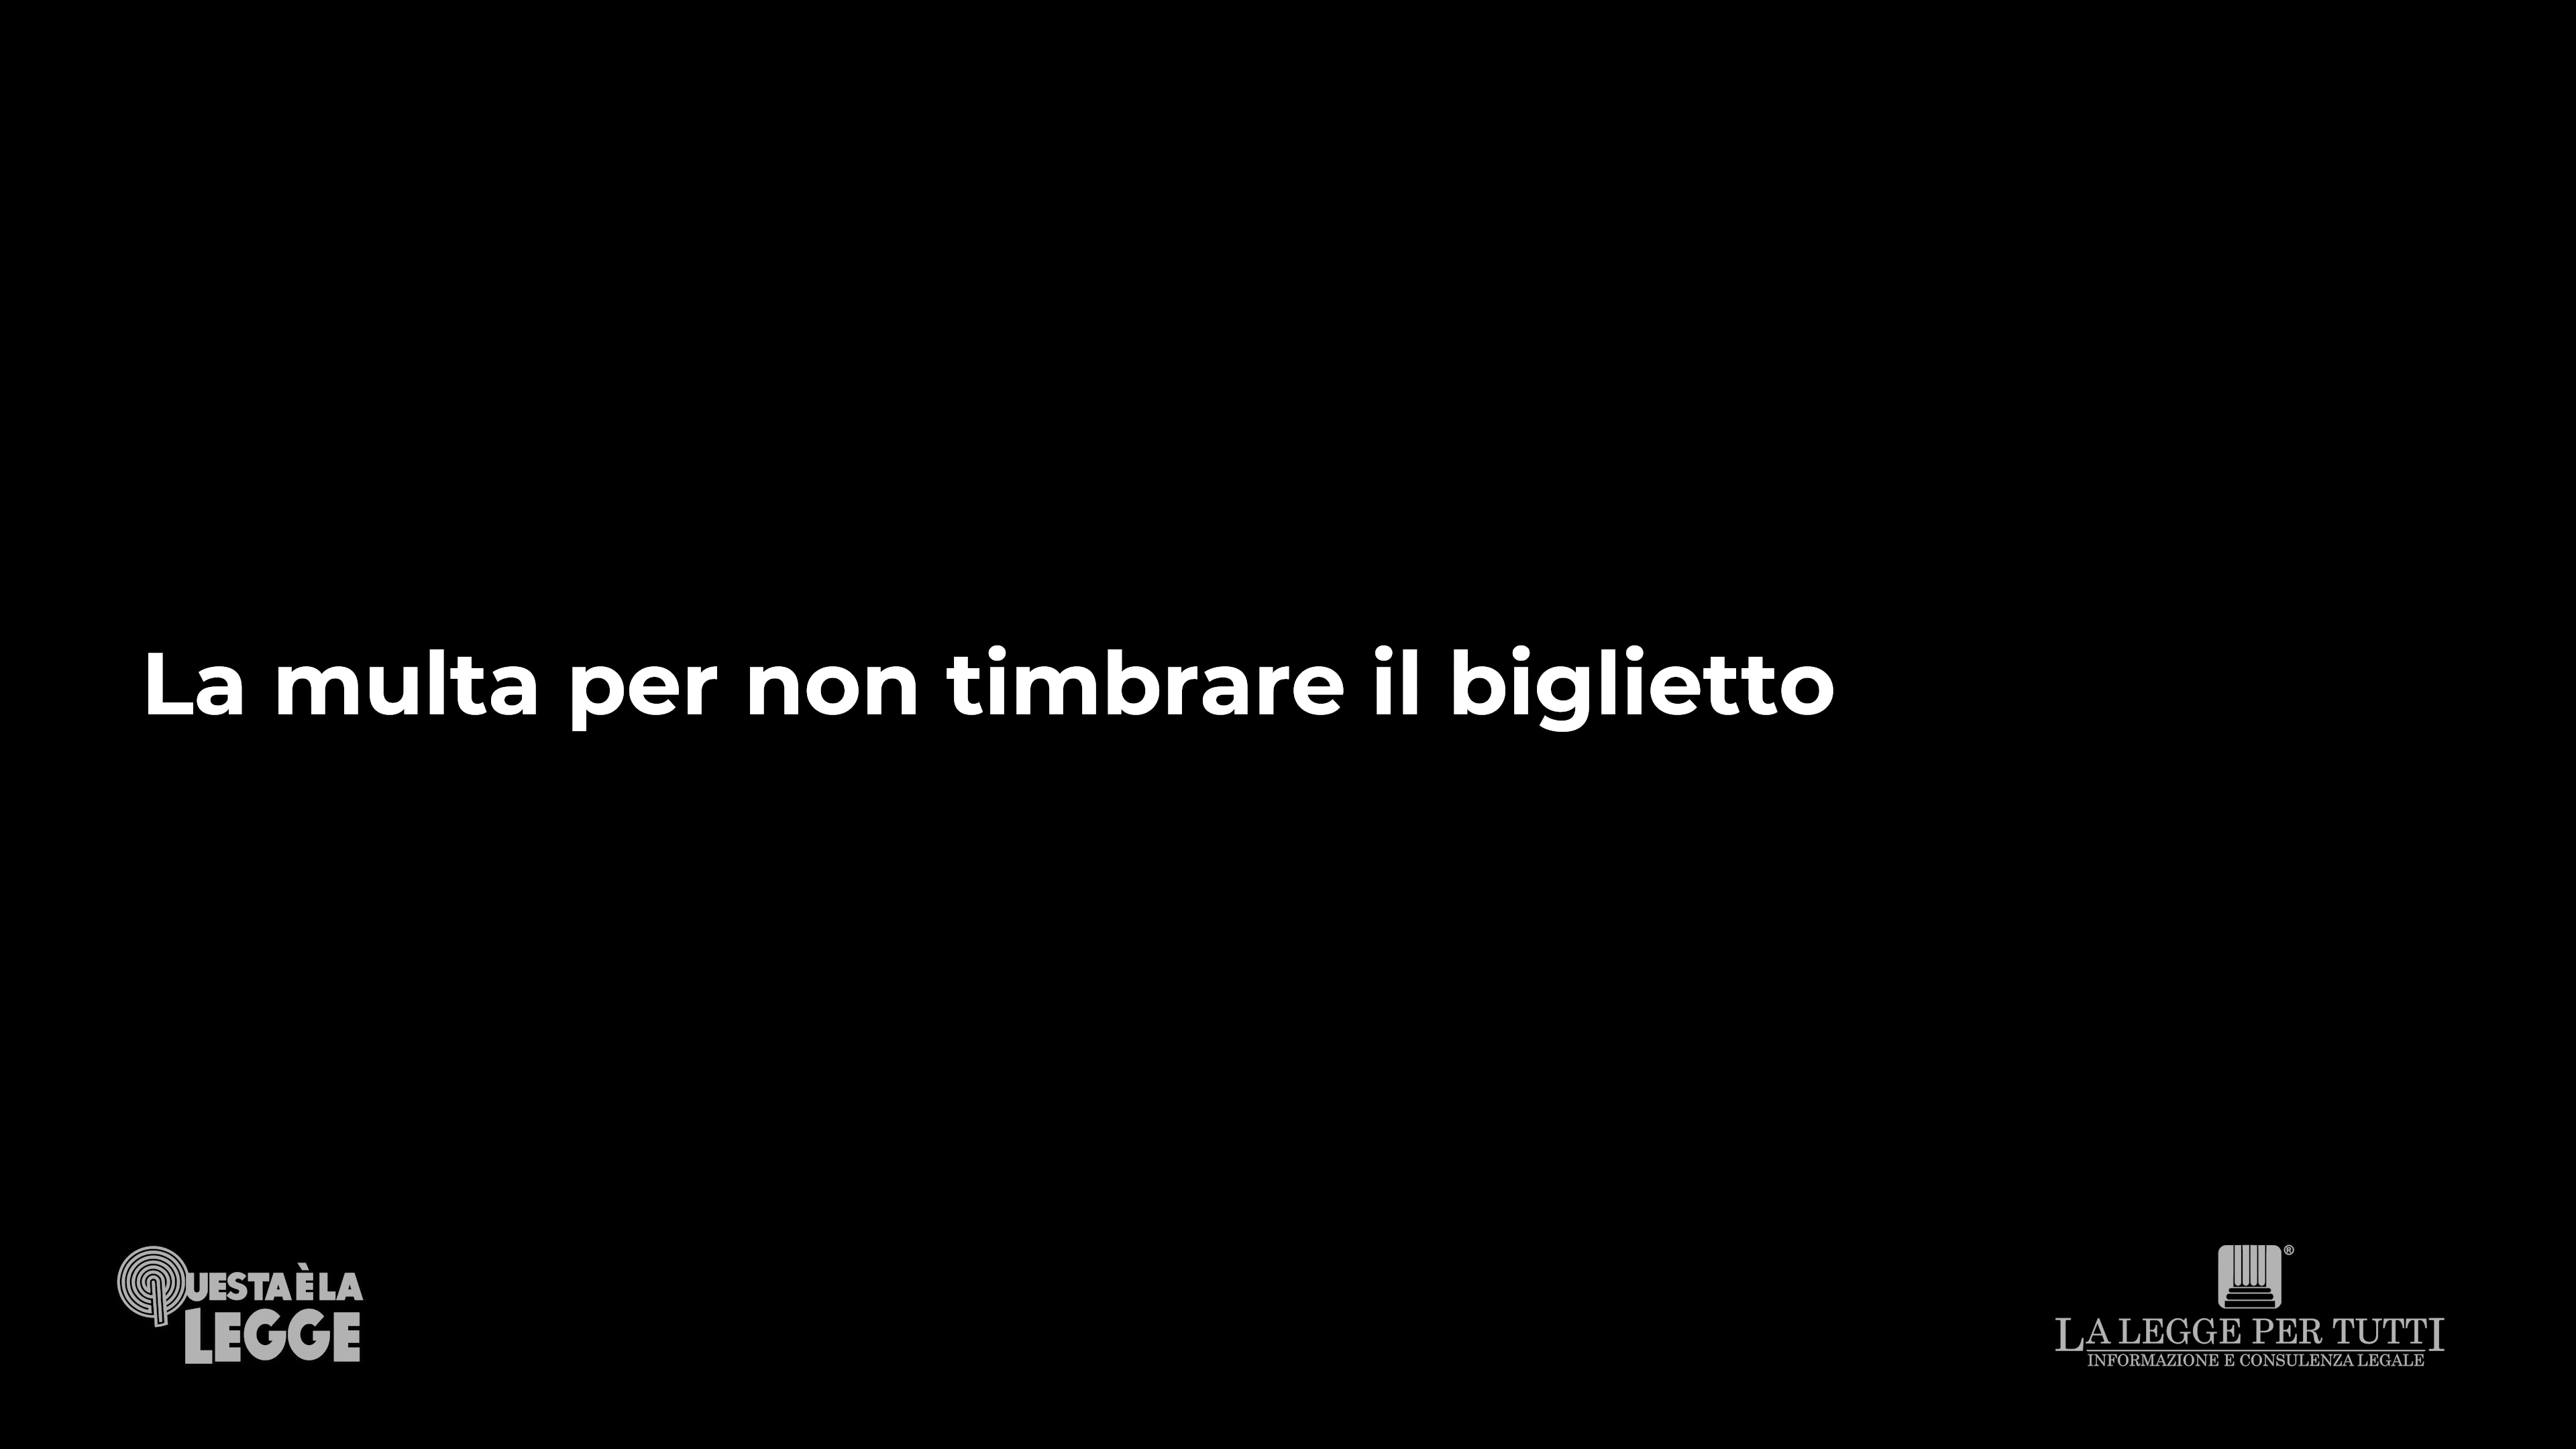 La multa per non timbrare il biglietto
QUESTA È LA
LEGGE
®
LA LEGGE PER TUTTI
INFORMAZIONE E CONSULENZA LEGALE